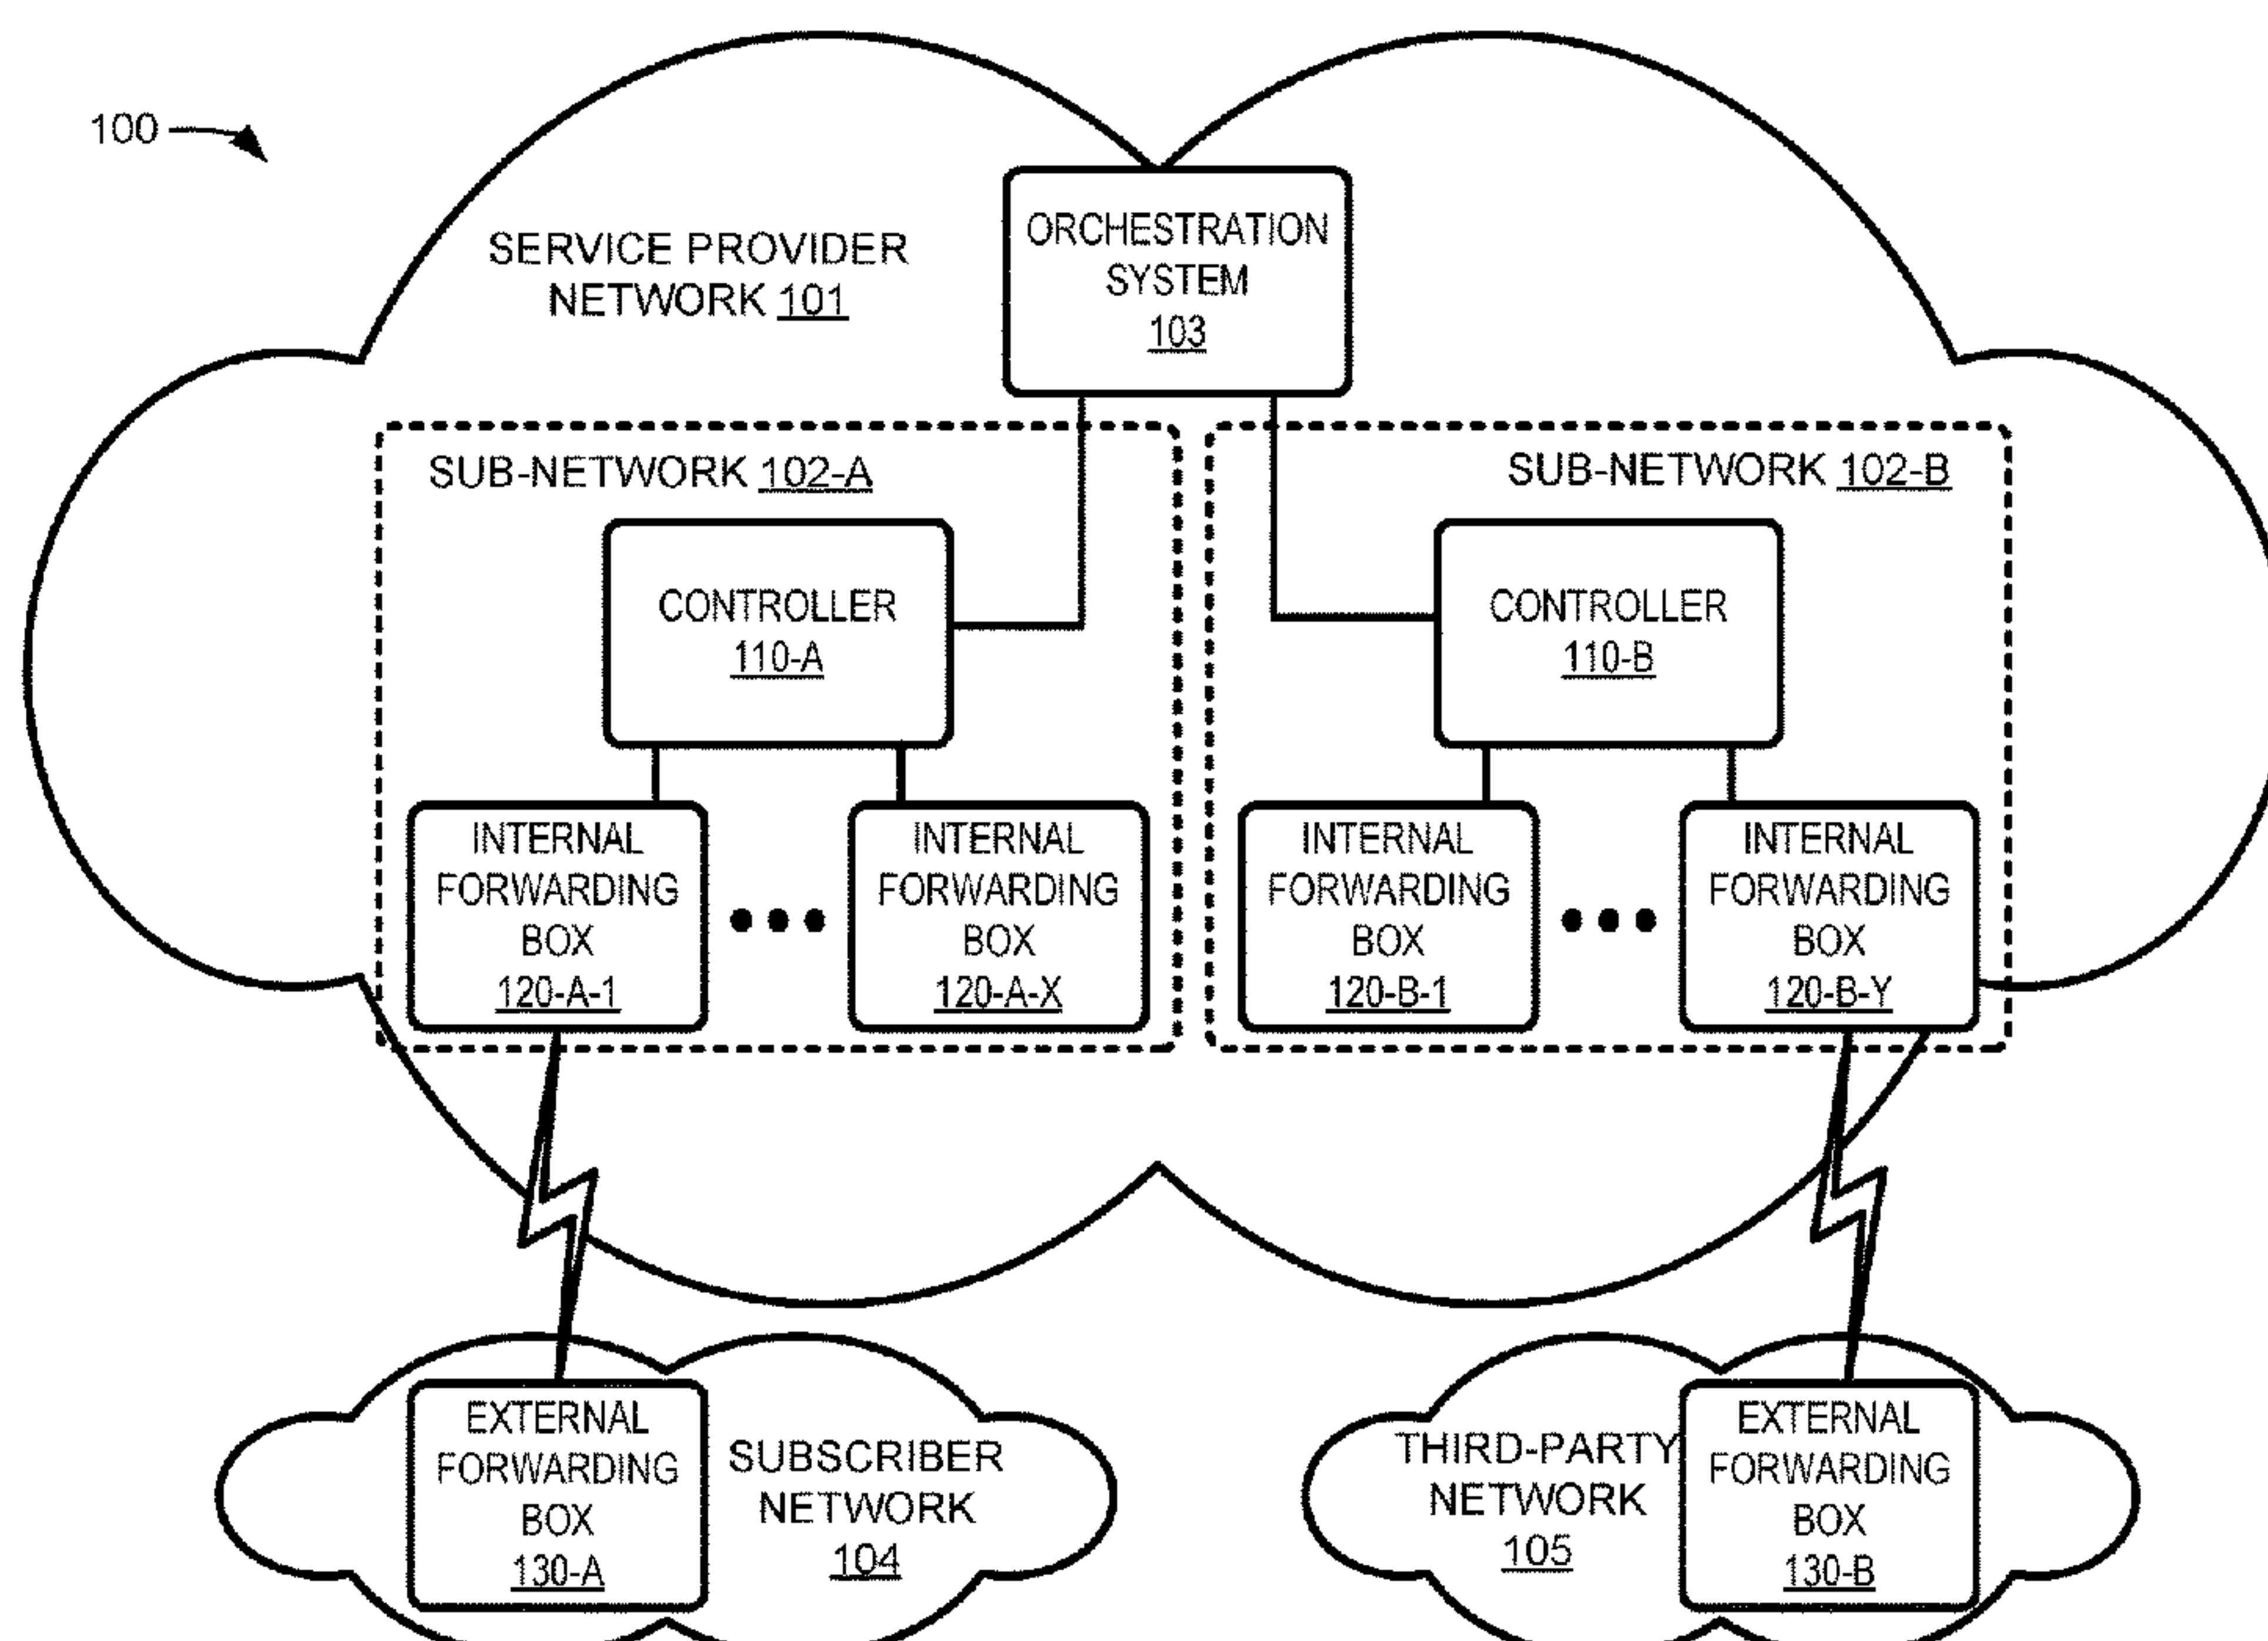 100
SERVICE PROVIDER
NETWORK 101
ORCHESTRATION
SYSTEM
103
SUB-NETWORK 102-A
SUB-NETWORK 102-B
CONTROLLER
110-A
CONTROLLER
110-B
INTERNAL
FORWARDING
BOX
120-A-1
INTERNAL
FORWARDING
BOX
120-A-X
INTERNAL
FORWARDING
BOX
120-B-1
INTERNAL
FORWARDING
BOX
120-B-Y
EXTERNAL
FORWARDING
BOX
130-A
SUBSCRIBER
NETWORK
104
THIRD-PARTY
NETWORK
105
EXTERNAL
FORWARDING
BOX
130-B